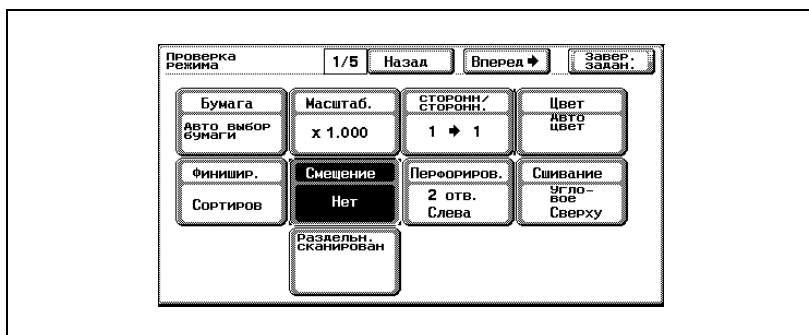 Проверка
режима
1/5
Назад
Вперед
Завер.
задан.
Бумага
Масштаб.
сторонн/
сторонн.
Цвет
Авто выбор
бумаги
x 1.000
1 ➔ 1
Авто
цвет
Финишир.
Смещение
Перфориров.
Сшивание
Сортиров
Нет
2 отв.
Слева
Угло-
вое
Сверху
Раздельн.
сканирован